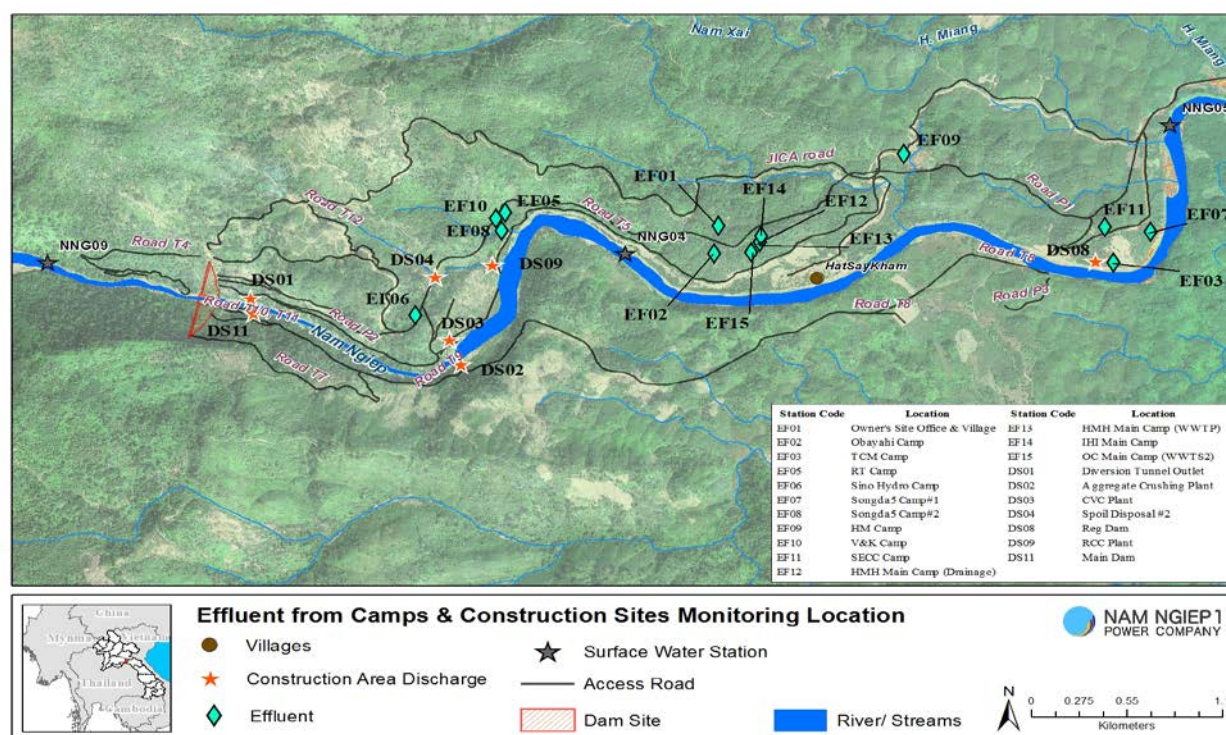 Nam Xai
H. Miang
H. Miang
NNG05
JICA road
EF09
EF01
EF14
EF12
Road T12
EF10
EF05
Road T5
Road P1
EF11
EF07
EF08
NNG04
EF13
DS08
NNG09
Road T4
DS04
DS09
HatSayKham
Road T8
EF03
DS01
EF06
EF02
EF15
Road T8
Road P3
Road T10, T11
Road P2
DS03
DS11
Nam Ngiep
DS02
Road T7
Station Code Location Station Code Location
EF01 Owner's Site Office & Village EF13 HMH Main Camp (WWTP)
EF02 Obayahi Camp EF14 IHI Main Camp
EF03 TCM Camp EF15 OC Main Camp (WWTS2)
EF05 RT Camp DS01 Diversion Tunnel Outlet
EF06 Sino Hydro Camp DS02 Aggregate Crushing Plant
EF07 Songda5 Camp#1 DS03 CVC Plant
EF08 Songda5 Camp#2 DS04 Spoil Disposal #2
EF09 HM Camp DS08 Reg Dam
EF10 V&K Camp DS09 RCC Plant
EF11 SECC Camp DS11 Main Dam
EF12 HMH Main Camp (Drainage)
Effluent from Camps & Construction Sites Monitoring Location
Villages
Construction Area Discharge
Effluent
Surface Water Station
Access Road
Dam Site
River/ Streams
NAM NGIEP 1
POWER COMPANY
N
0 0.275 0.55 1.
Kilometers
China
Myanma
Vietnam
Thailand
Cambodia